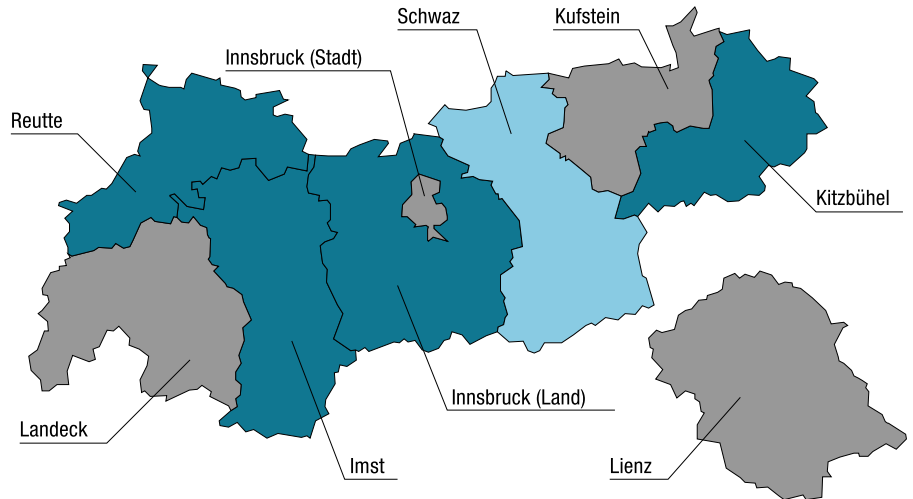 Schwaz
Kufstein
Innsbruck (Stadt)
Reutte
Kitzbühel
Innsbruck (Land)
Landeck
Imst
Lienz